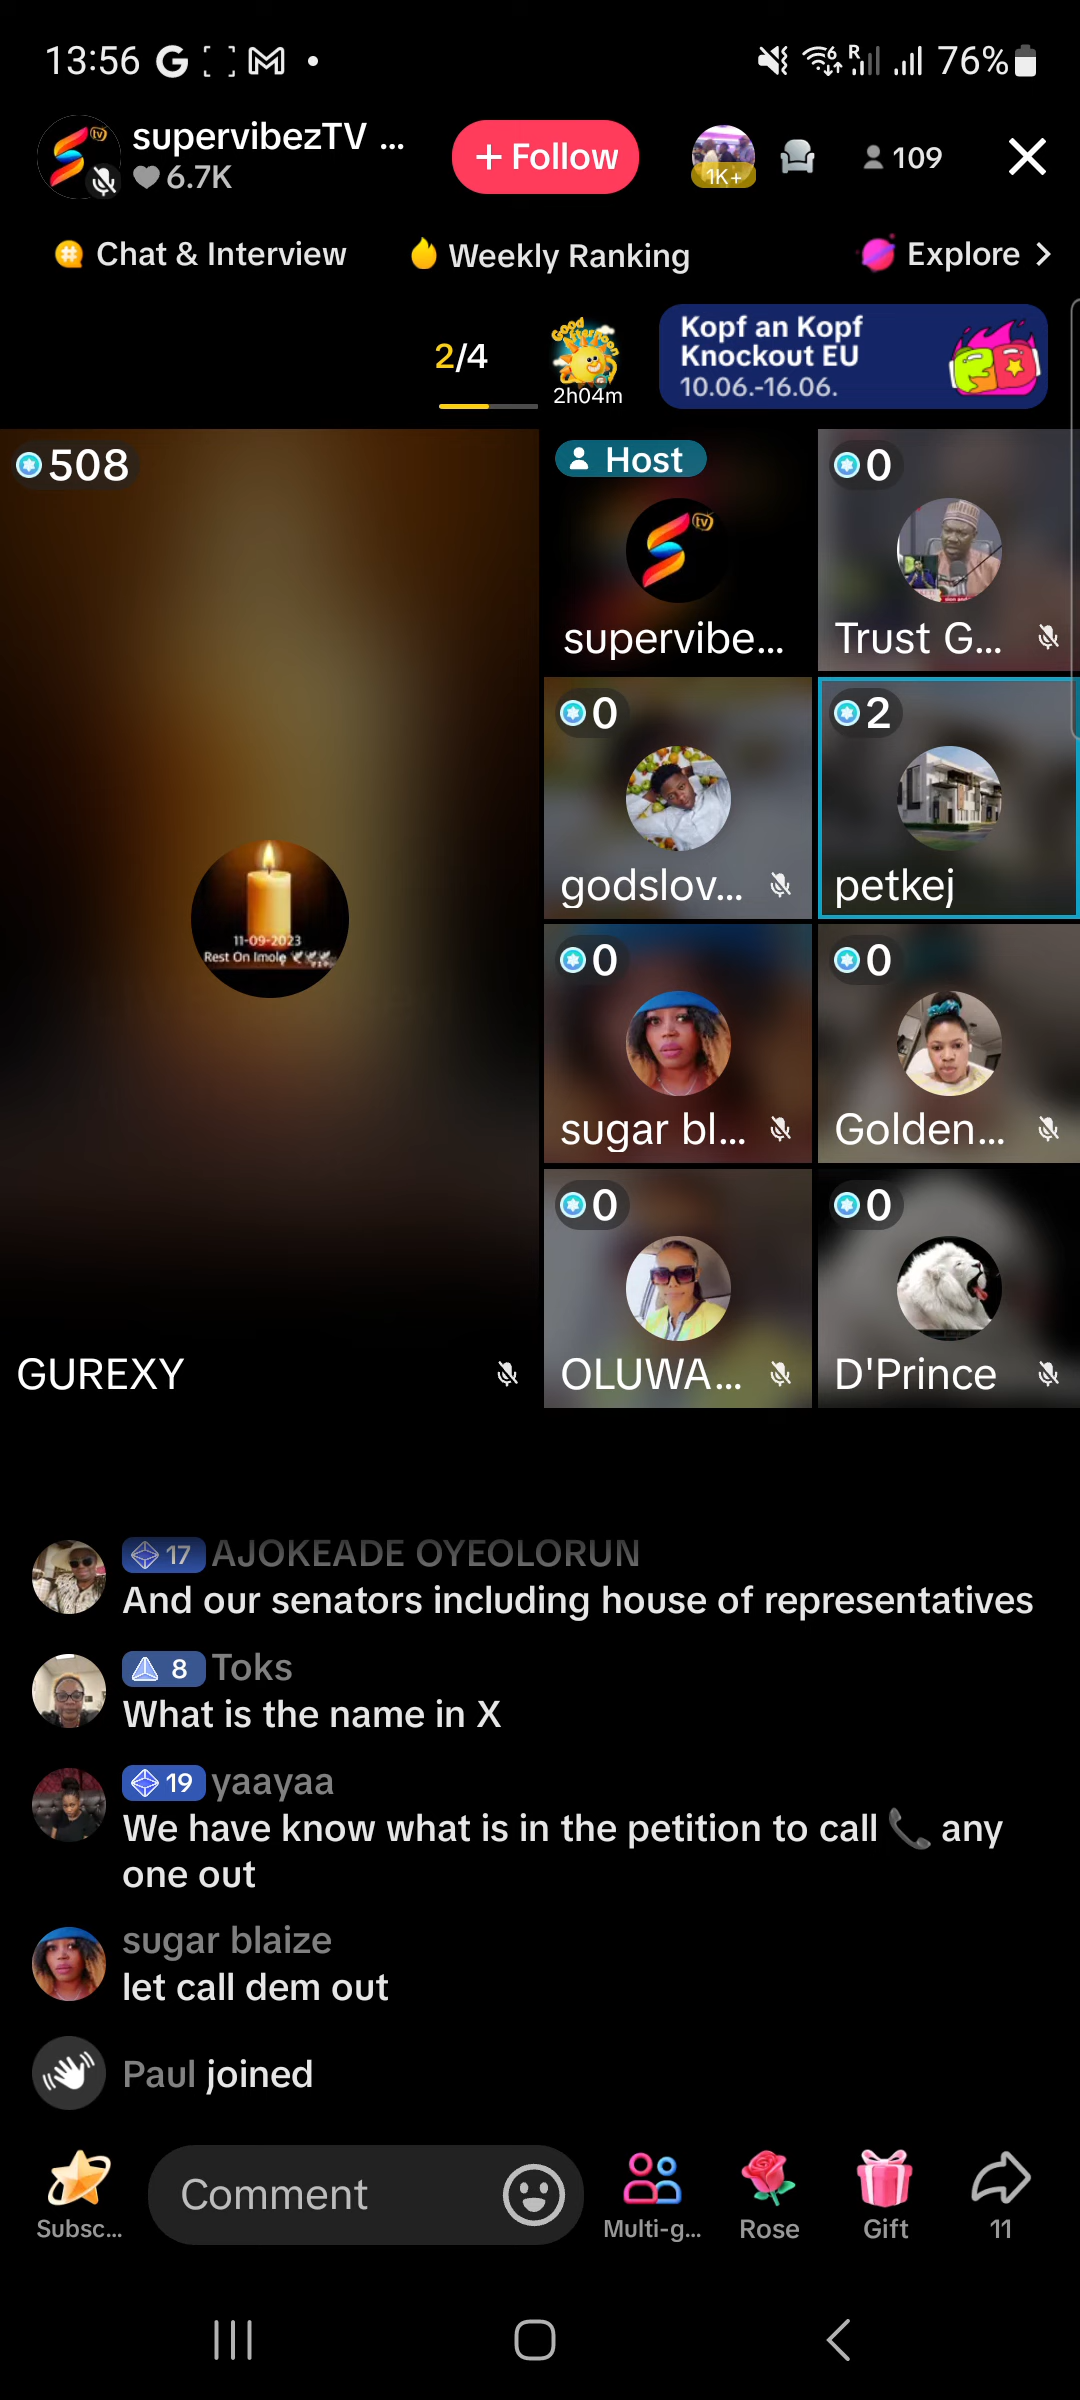 13:56
76%
supervibezTV ...
6.7K
+ Follow
1K+
109
Chat & Interview
Weekly Ranking
Explore
2/4
Good Afternoon
2h04m
Kopf an Kopf
Knockout EU
10.06.-16.06.
508
Host
0
tv
supervibe...
Trust G...
0
2
godslov...
petkej
11-09-2023
Rest On Imole
0
0
sugar bl...
Golden...
0
0
GUREXY
OLUWA...
D'Prince
17 AJOKEADE OYEOLORUN
And our senators including house of representatives
8 Toks
What is the name in X
19 yaayaa
We have know what is in the petition to call 📞 any
one out
sugar blaize
let call dem out
Paul joined
Subsc...
Comment
Multi-g...
Rose
Gift
11